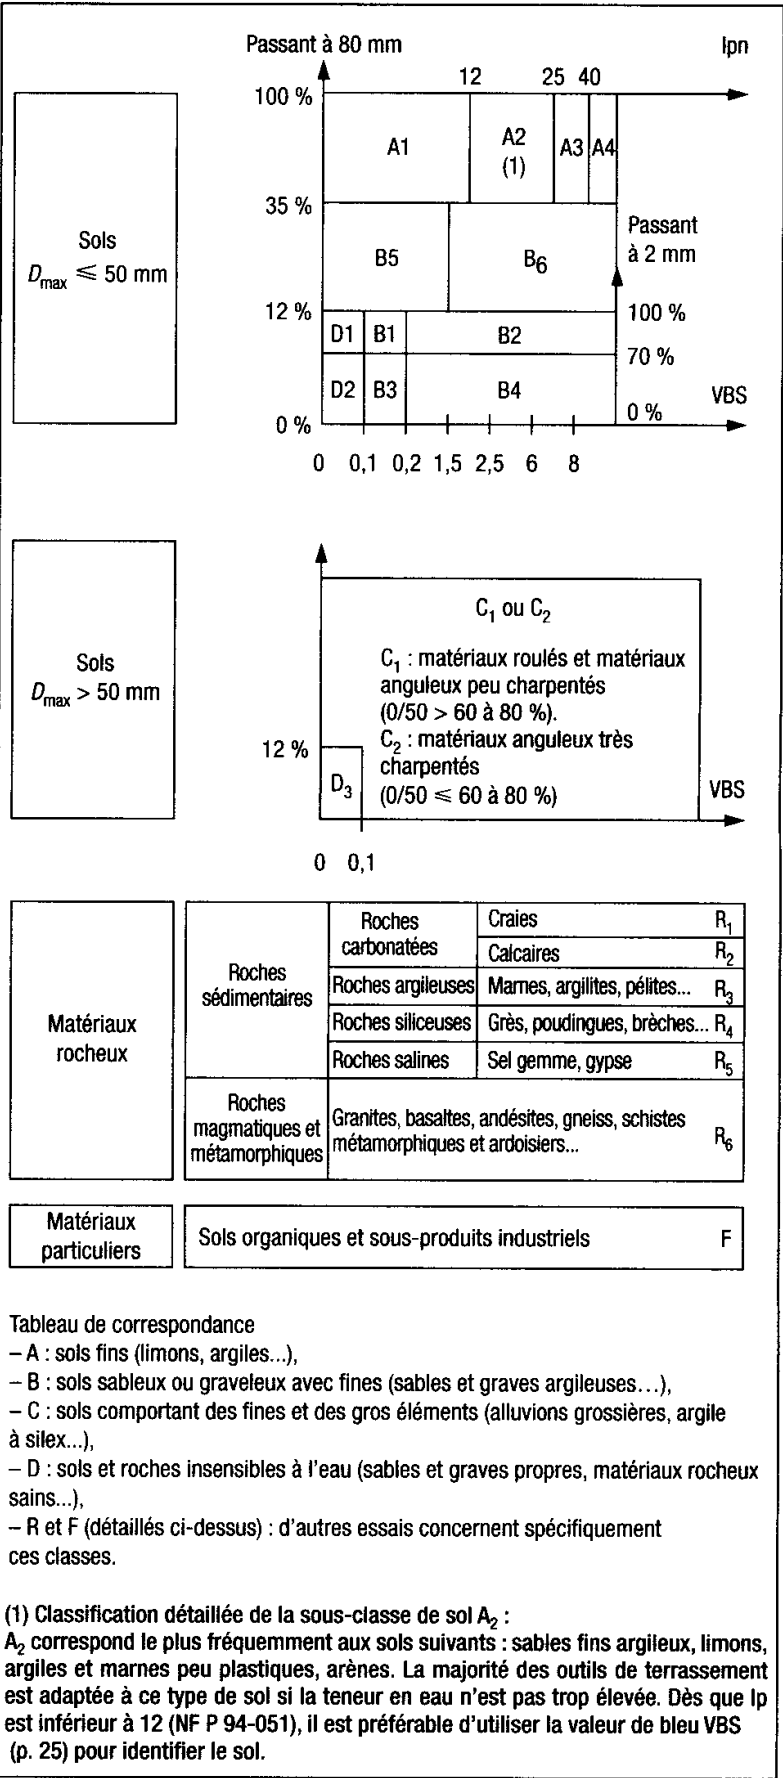 Passant à 80 mm
Ipn
12 25 40
100 %
A1
A2
(1)
A3
A4
35 %
Sols
Dmax ⩽ 50 mm
Passant
à 2 mm
B5
B6
12 %
100 %
D1
B1
B2
70 %
D2
B3
B4
VBS
0 %
0 %
0 0,1 0,2 1,5 2,5 6 8
C1 ou C2
Sols
Dmax > 50 mm
C1 : matériaux roulés et matériaux
anguleux peu charpentés
(0/50 > 60 à 80 %).
C2 : matériaux anguleux très
charpentés
(0/50 ⩽ 60 à 80 %)
12 %
D3
VBS
0 0,1
Matériaux
rocheux
Roches
sédimentaires
Roches
carbonatées
Craies R1
Calcaires R2
Roches argileuses Marnes, argilites, pélites... R3
Roches siliceuses Grès, poudingues, brèches... R4
Roches salines Sel gemme, gypse R5
Roches
magmatiques et
métamorphiques
Granites, basaltes, andésites, gneiss, schistes
métamorphiques et ardoisiers...
R6
Matériaux
particuliers
Sols organiques et sous-produits industriels F
Tableau de correspondance
– A : sols fins (limons, argiles...),
– B : sols sableux ou graveleux avec fines (sables et graves argileuses...),
– C : sols comportant des fines et des gros éléments (alluvions grossières, argile
à silex...),
– D : sols et roches insensibles à l'eau (sables et graves propres, matériaux rocheux
sains...),
– R et F (détaillés ci-dessus) : d'autres essais concernent spécifiquement
ces classes.
(1) Classification détaillée de la sous-classe de sol A2 :
A2 correspond le plus fréquemment aux sols suivants : sables fins argileux, limons,
argiles et marnes peu plastiques, arènes. La majorité des outils de terrassement
est adaptée à ce type de sol si la teneur en eau n'est pas trop élevée. Dès que Ip
est inférieur à 12 (NF P 94-051), il est préférable d'utiliser la valeur de bleu VBS
(p. 25) pour identifier le sol.